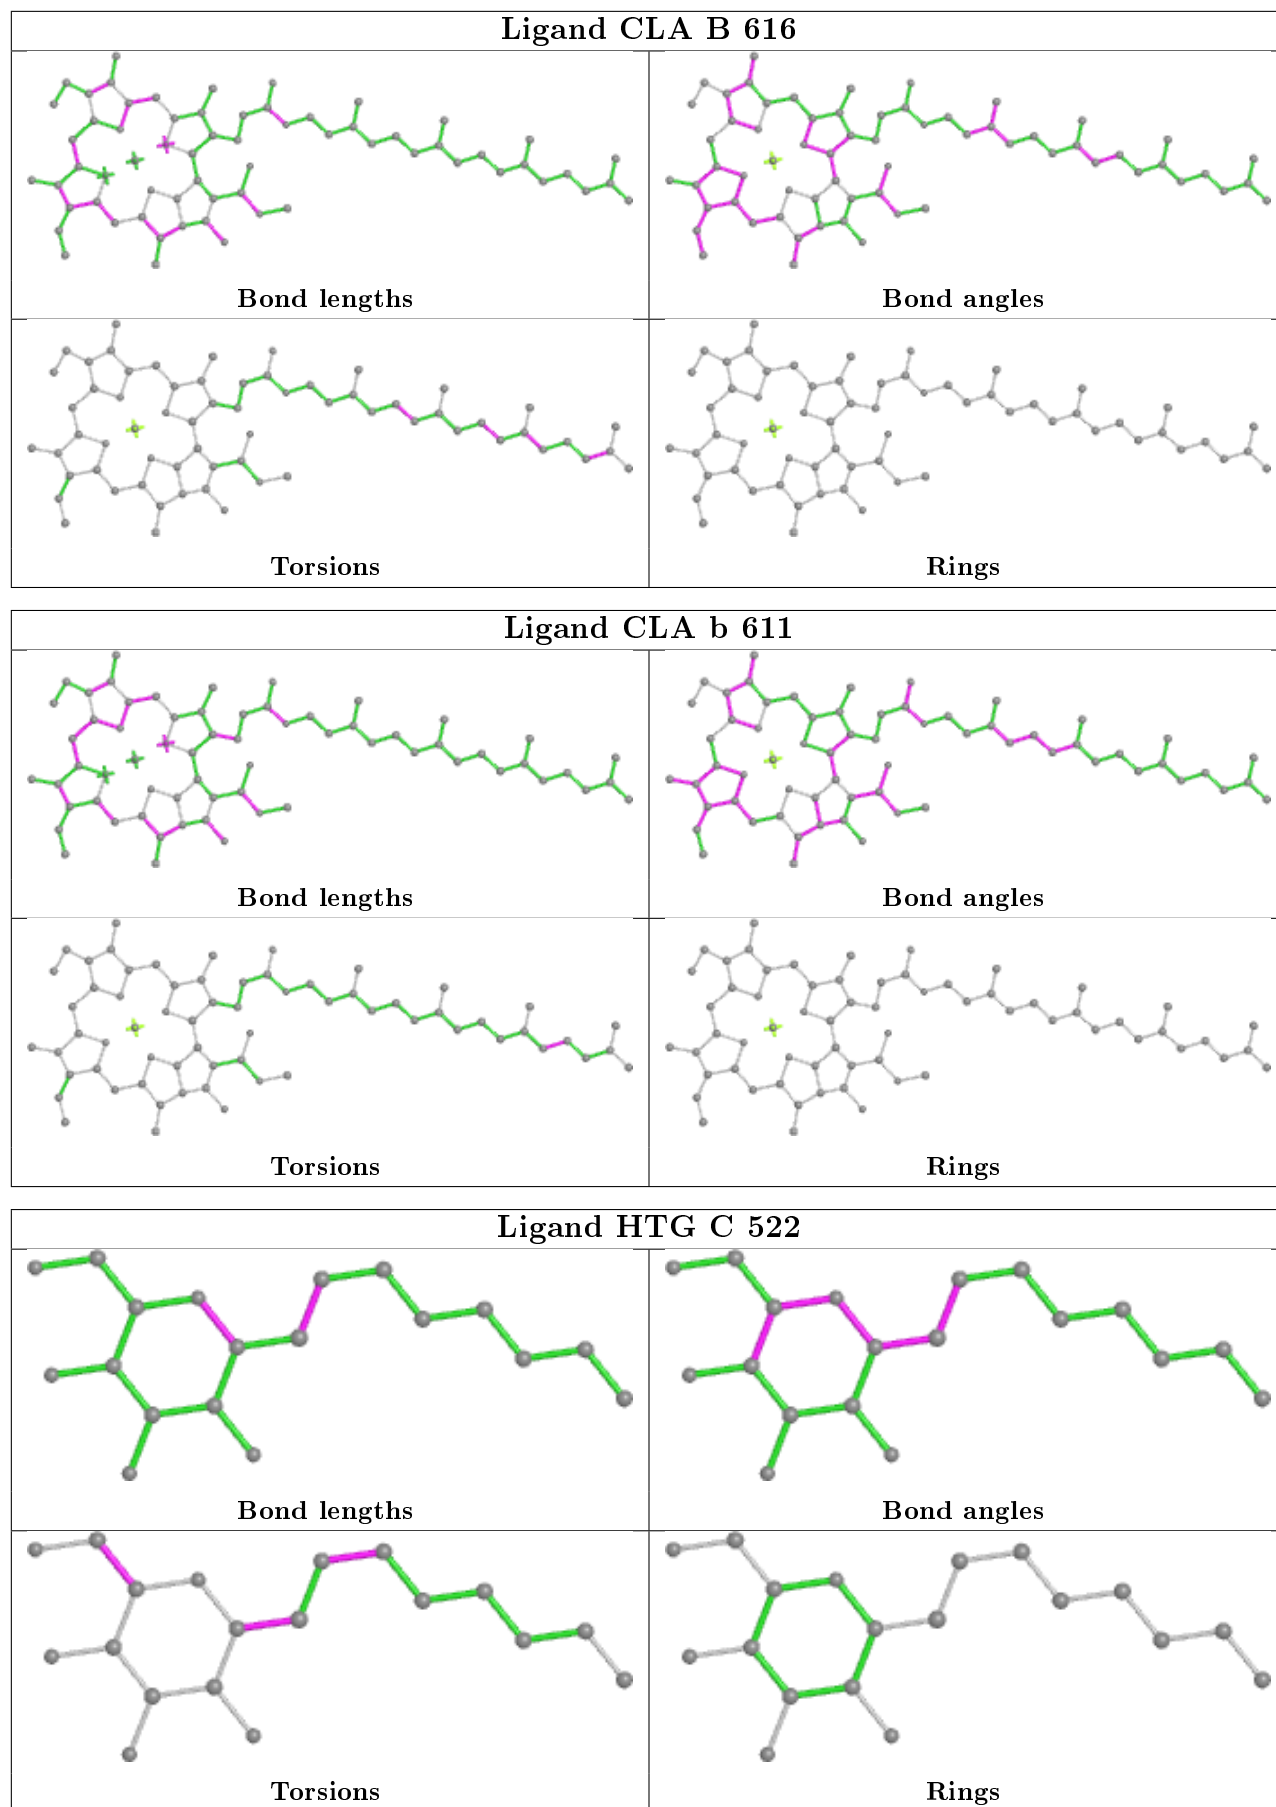 Ligand CLA B 616
Bond lengths
Bond angles
Torsions
Rings
Ligand CLA b 611
Bond lengths
Bond angles
Torsions
Rings
Ligand HTG C 522
Bond lengths
Bond angles
Torsions
Rings